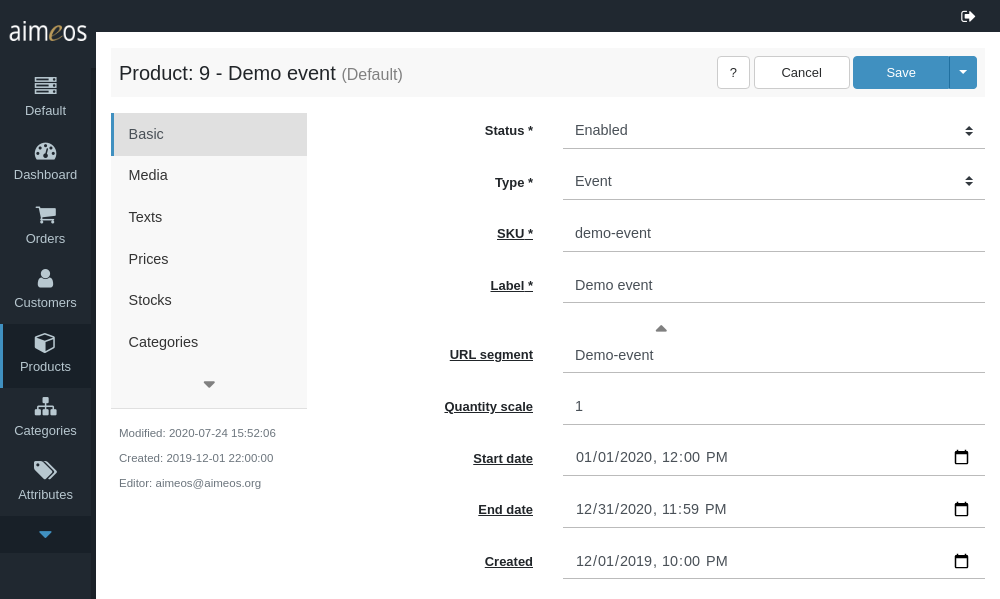 aimeos
Default
Dashboard
Orders
Customers
Products
Categories
Attributes
Product: 9 - Demo event (Default)
?
Cancel
Save
Basic
Media
Texts
Prices
Stocks
Categories
Modified: 2020-07-24 15:52:06
Created: 2019-12-01 22:00:00
Editor: aimeos@aimeos.org
Status * Enabled
Type * Event
SKU * demo-event
Label * Demo event
URL segment Demo-event
Quantity scale 1
Start date 01/01/2020, 12:00 PM
End date 12/31/2020, 11:59 PM
Created 12/01/2019, 10:00 PM